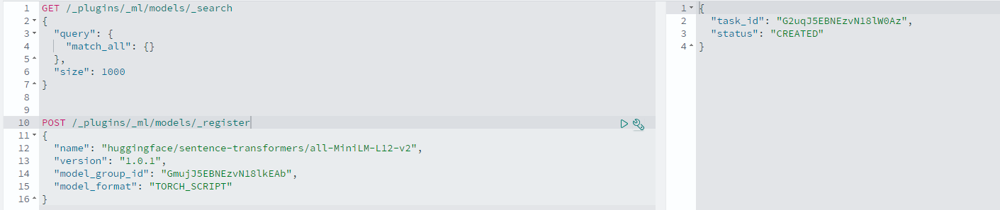 1 GET /_plugins/_ml/models/_search
2 {
3 "query": {
4 "match_all": {}
5 },
6 "size": 1000
7 }
8
9
10 POST /_plugins/_ml/models/_register
11 {
12 "name": "huggingface/sentence-transformers/all-MiniLM-L12-v2",
13 "version": "1.0.1",
14 "model_group_id": "GmujJ5EBNEzvN18lkEAb",
15 "model_format": "TORCH_SCRIPT"
16 }
1 {
2 "task_id": "G2uqJ5EBNEzvN18lW0Az",
3 "status": "CREATED"
4 }